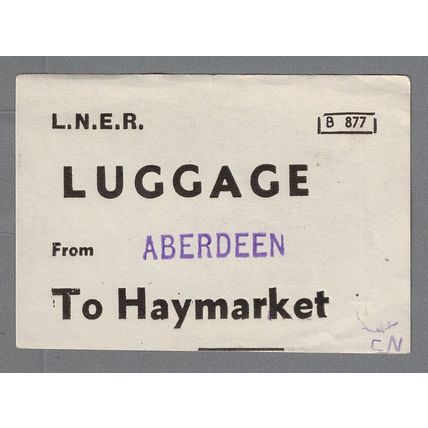 L.N.E.R.
B 877
LUGGAGE
From ABERDEEN
To Haymarket
CN